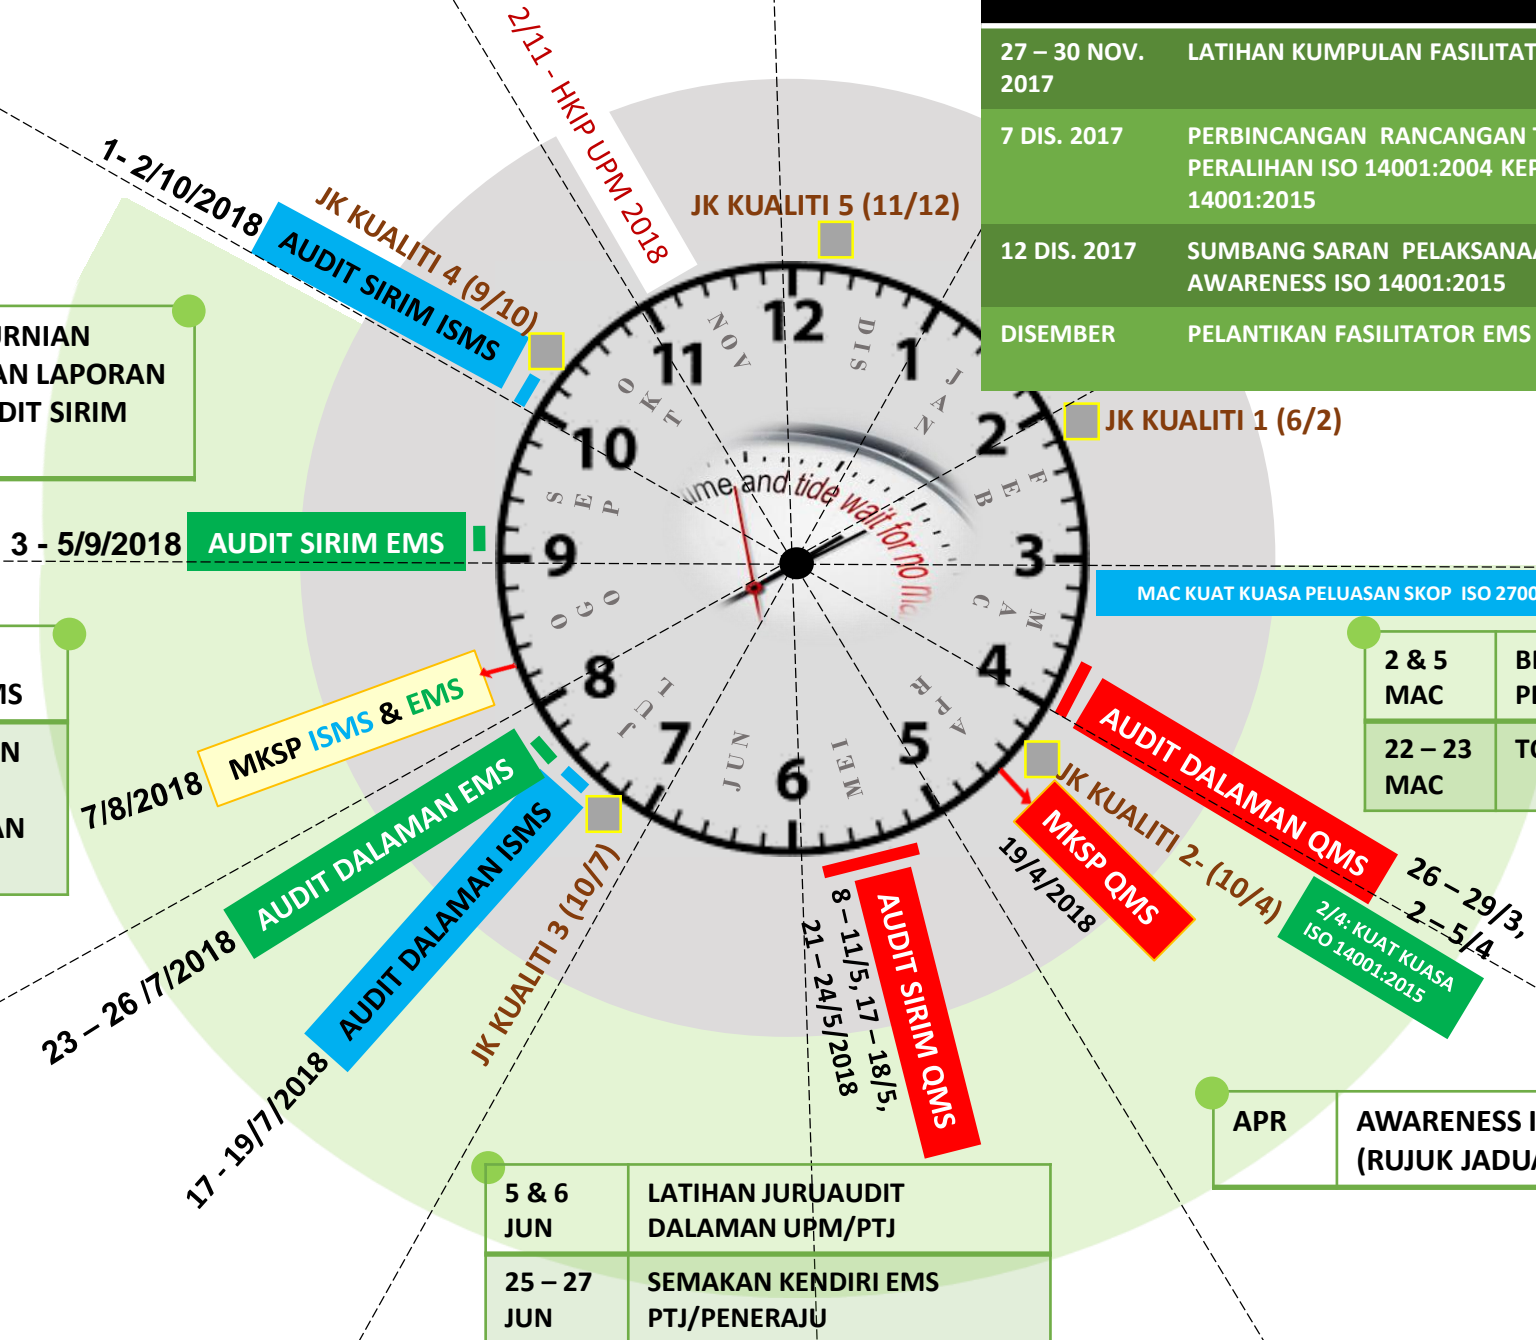 2/11 - HKIP UPM 2018
27 – 30 NOV.
2017
LATIHAN KUMPULAN
7 DIS. 2017
PERBINCANGAN RANCANGAN
PERALIHAN ISO 14001:2004
14001:2015
12 DIS. 2017
SUMBANG SARAN
AWARENESS ISO 14001:2015
DISEMBER
PELANTIKAN FASILITATOR EMS
1- 2/10/2018
JK KUALITI 4 (9/10)
AUDIT SIRIM ISMS
JK KUALITI 5 (11/12)
JK KUALITI 1 (6/2)
12
1
2
3
4
5
6
7
8
9
10
11
NOV
DIS
JAN
FEB
MAC
APR
MEI
JUN
JUL
OGO
SEP
OKT
and tide wait for no
LAPORAN
SIRIM
3 - 5/9/2018
AUDIT SIRIM EMS
MAC KUAT KUASA PELUASAN SKOP ISO
2 & 5
MAC
22 – 23
MAC
MKSP ISMS & EMS
7/8/2018
AUDIT DALAMAN EMS
23 – 26 /7/2018
AUDIT DALAMAN ISMS
17 - 19/7/2018
JK KUALITI 3 (10/7)
AUDIT DALAMAN QMS
26 – 29/3,
2 – 5/4
JK KUALITI 2- (10/4)
2/4: KUAT KUASA
ISO 14001:2015
MKSP QMS
19/4/2018
AUDIT SIRIM QMS
8 – 11/5, 17 – 18/5,
21 – 24/5/2018
APR
AWARENESS
(RUJUK
5 & 6
JUN
LATIHAN JURUAUDIT
DALAMAN UPM/PTJ
25 – 27
JUN
SEMAKAN KENDIRI EMS
PTJ/PENERAJU